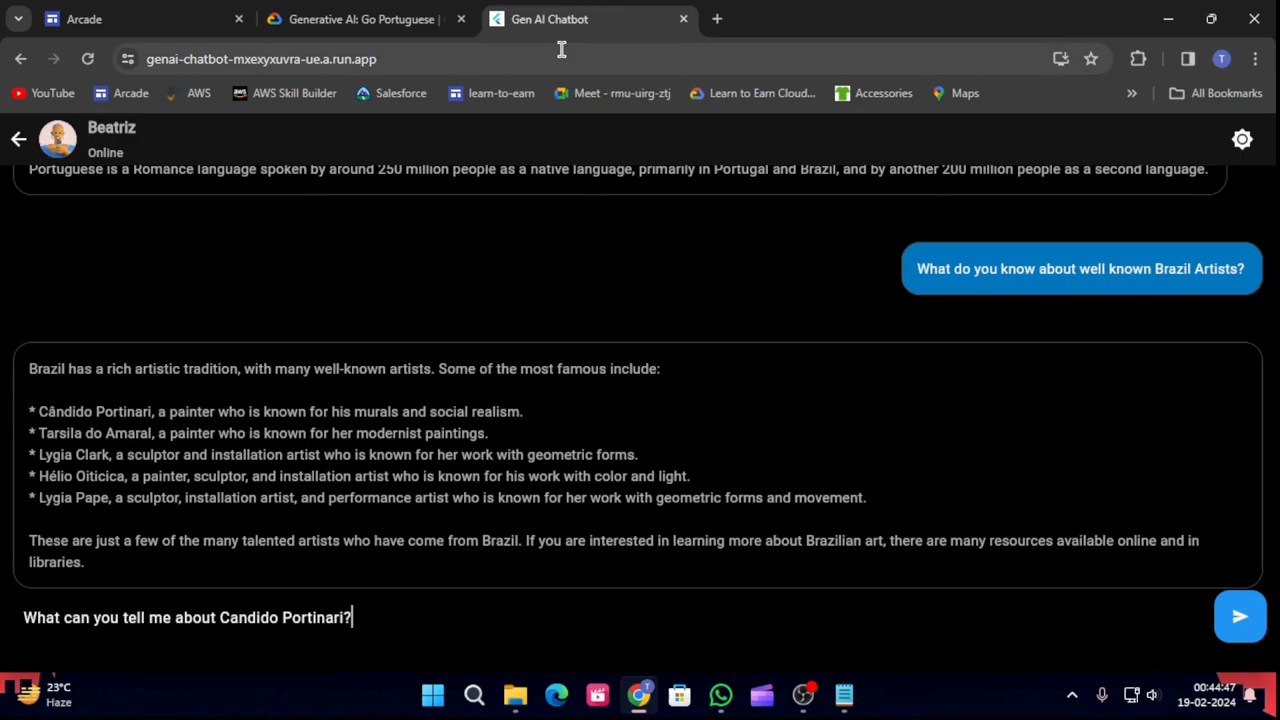 Arcade
Generative AI: Go Portuguese |
Gen AI Chatbot
genai-chatbot-mxexyxuvra-ue.a.run.app
T
YouTube
Arcade
AWS
AWS Skill Builder
Salesforce
learn-to-earn
Meet - rmu-uirg-ztj
Learn to Earn Cloud...
Accessories
Maps
»
All Bookmarks
Beatriz
Online
Portuguese is a Romance language spoken by around 250 million people as a native language, primarily in Portugal and Brazil, and by another 200 million people as a second language.
What do you know about well known Brazil Artists?
Brazil has a rich artistic tradition, with many well-known artists. Some of the most famous include:
* Cândido Portinari, a painter who is known for his murals and social realism.
* Tarsila do Amaral, a painter who is known for her modernist paintings.
* Lygia Clark, a sculptor and installation artist who is known for her work with geometric forms.
* Hélio Oiticica, a painter, sculptor, and installation artist who is known for his work with color and light.
* Lygia Pape, a sculptor, installation artist, and performance artist who is known for her work with geometric forms and movement.
These are just a few of the many talented artists who have come from Brazil. If you are interested in learning more about Brazilian art, there are many resources available online and in
libraries.
What can you tell me about Candido Portinari?
23°C
Haze
T
00:44:47
19-02-2024